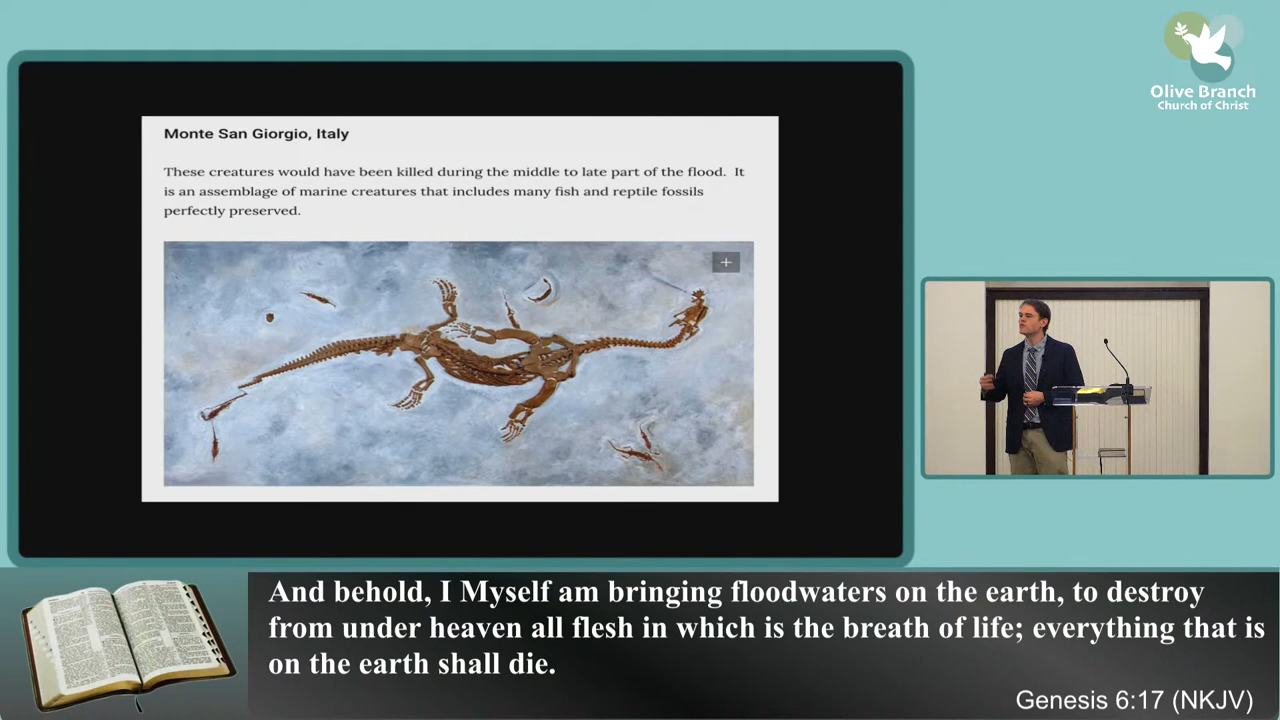 Olive Branch
Church of Christ
Monte San Giorgio, Italy
These creatures would have been killed during the middle to late part of the flood. It
is an assemblage of marine creatures that includes many fish and reptile fossils
perfectly preserved.
+
And behold, I Myself am bringing floodwaters on the earth, to destroy
from under heaven all flesh in which is the breath of life; everything that is
on the earth shall die.
Genesis 6:17 (NKJV)